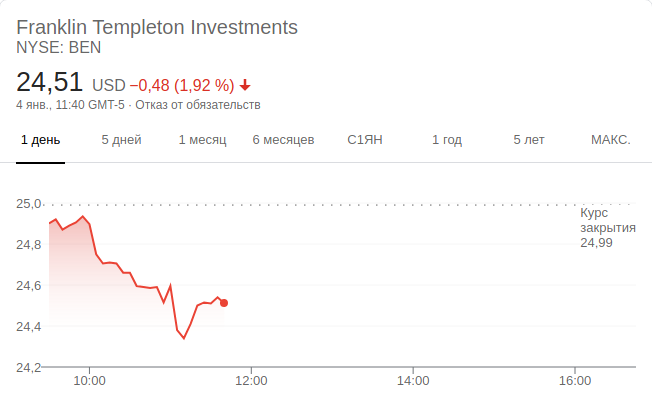 Franklin Templeton Investments
NYSE: BEN
24,51 USD −0,48 (1,92 %)
4 янв., 11:40 GMT-5 · Отказ от обязательств
1 день 5 дней 1 месяц 6 месяцев С1ЯН 1 год 5 лет МАКС.
25,0
Курс
закрытия
24,99
24,8
24,6
24,4
24,2
10:00 12:00 14:00 16:00